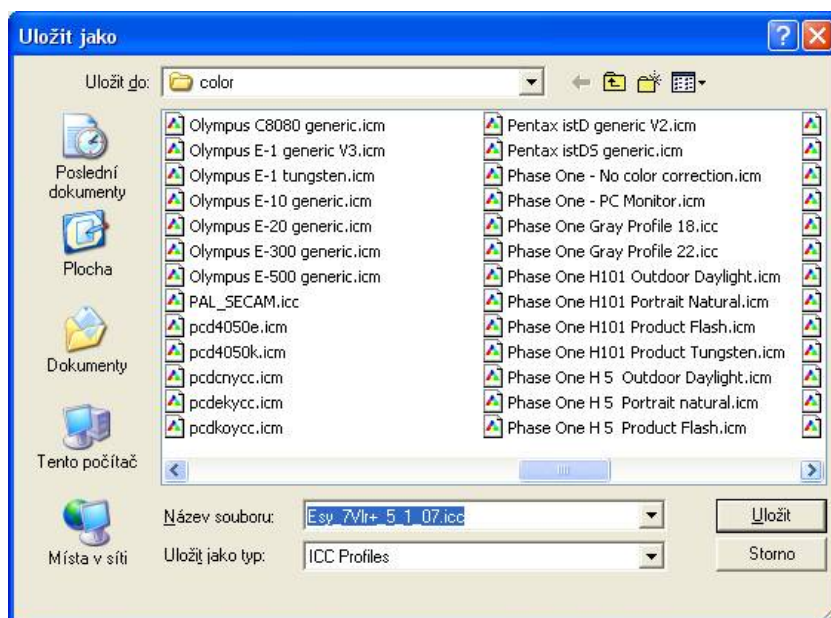 Uložit jako
Uložit do:
color
Poslední
dokumenty
Plocha
Dokumenty
Tento počítač
Místa v síti
Olympus C8080 generic.icm
Olympus E-1 generic V3.icm
Olympus E-1 tungsten.icm
Olympus E-10 generic.icm
Olympus E-20 generic.icm
Olympus E-300 generic.icm
Olympus E-500 generic.icm
PAL_SECAM.icc
pcd4050e.icm
pcd4050k.icm
pcdcnycc.icm
pcdekycc.icm
pcdkoycc.icm
Pentax istD generic V2.icm
Pentax istDS generic.icm
Phase One - No color correction.icm
Phase One - PC Monitor.icm
Phase One Gray Profile 18.icc
Phase One Gray Profile 22.icc
Phase One H101 Outdoor Daylight.icm
Phase One H101 Portrait Natural.icm
Phase One H101 Product Flash.icm
Phase One H101 Product Tungsten.icm
Phase One H 5 Outdoor Daylight.icm
Phase One H 5 Portrait natural.icm
Phase One H 5 Product Flash.icm
Název souboru:
Esy_7Vlr+_5_1_07.icc
Uložit
Uložit jako typ:
ICC Profiles
Storno